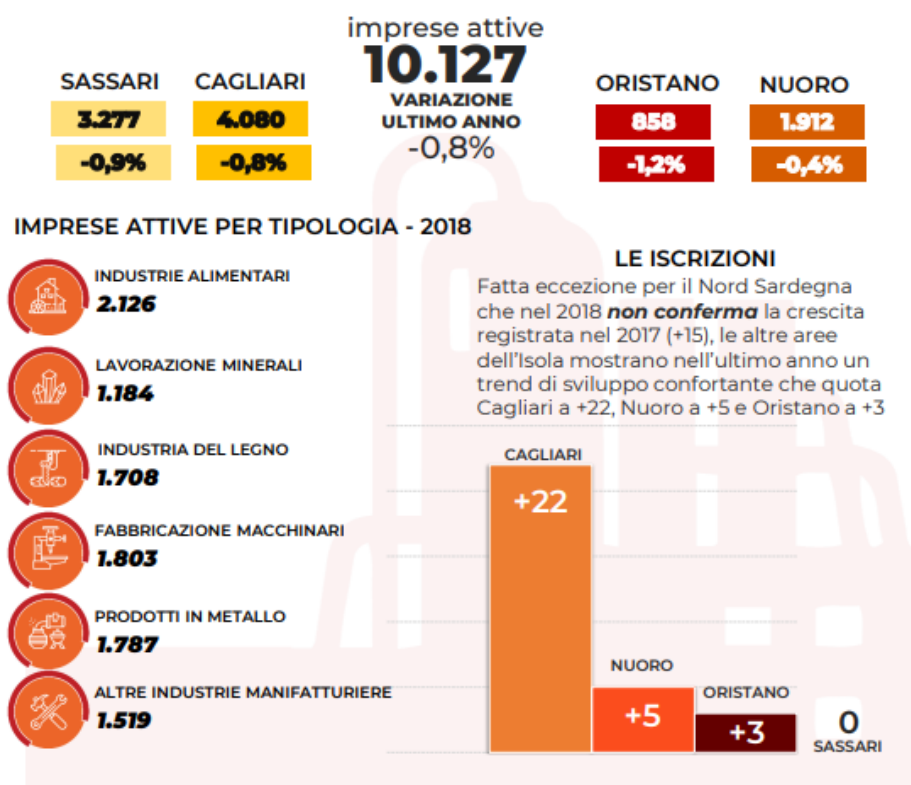 imprese attive
10.127
VARIAZIONE
ULTIMO ANNO
-0,8%
SASSARI
3.277
-0,9%
CAGLIARI
4.080
-0,8%
ORISTANO
858
-1,2%
NUORO
1.912
-0,4%
IMPRESE ATTIVE PER TIPOLOGIA - 2018
INDUSTRIE ALIMENTARI
2.126
LAVORAZIONE MINERALI
1.184
INDUSTRIA DEL LEGNO
1.708
FABBRICAZIONE MACCHINARI
1.803
PRODOTTI IN METALLO
1.787
ALTRE INDUSTRIE MANIFATTURIERE
1.519
LE ISCRIZIONI
Fatta eccezione per il Nord Sardegna
che nel 2018 non conferma la crescita
registrata nel 2017 (+15), le altre aree
dell'Isola mostrano nell'ultimo anno un
trend di sviluppo confortante che quota
Cagliari a +22, Nuoro a +5 e Oristano a +3
CAGLIARI
+22
NUORO
+5
ORISTANO
+3
0
SASSARI